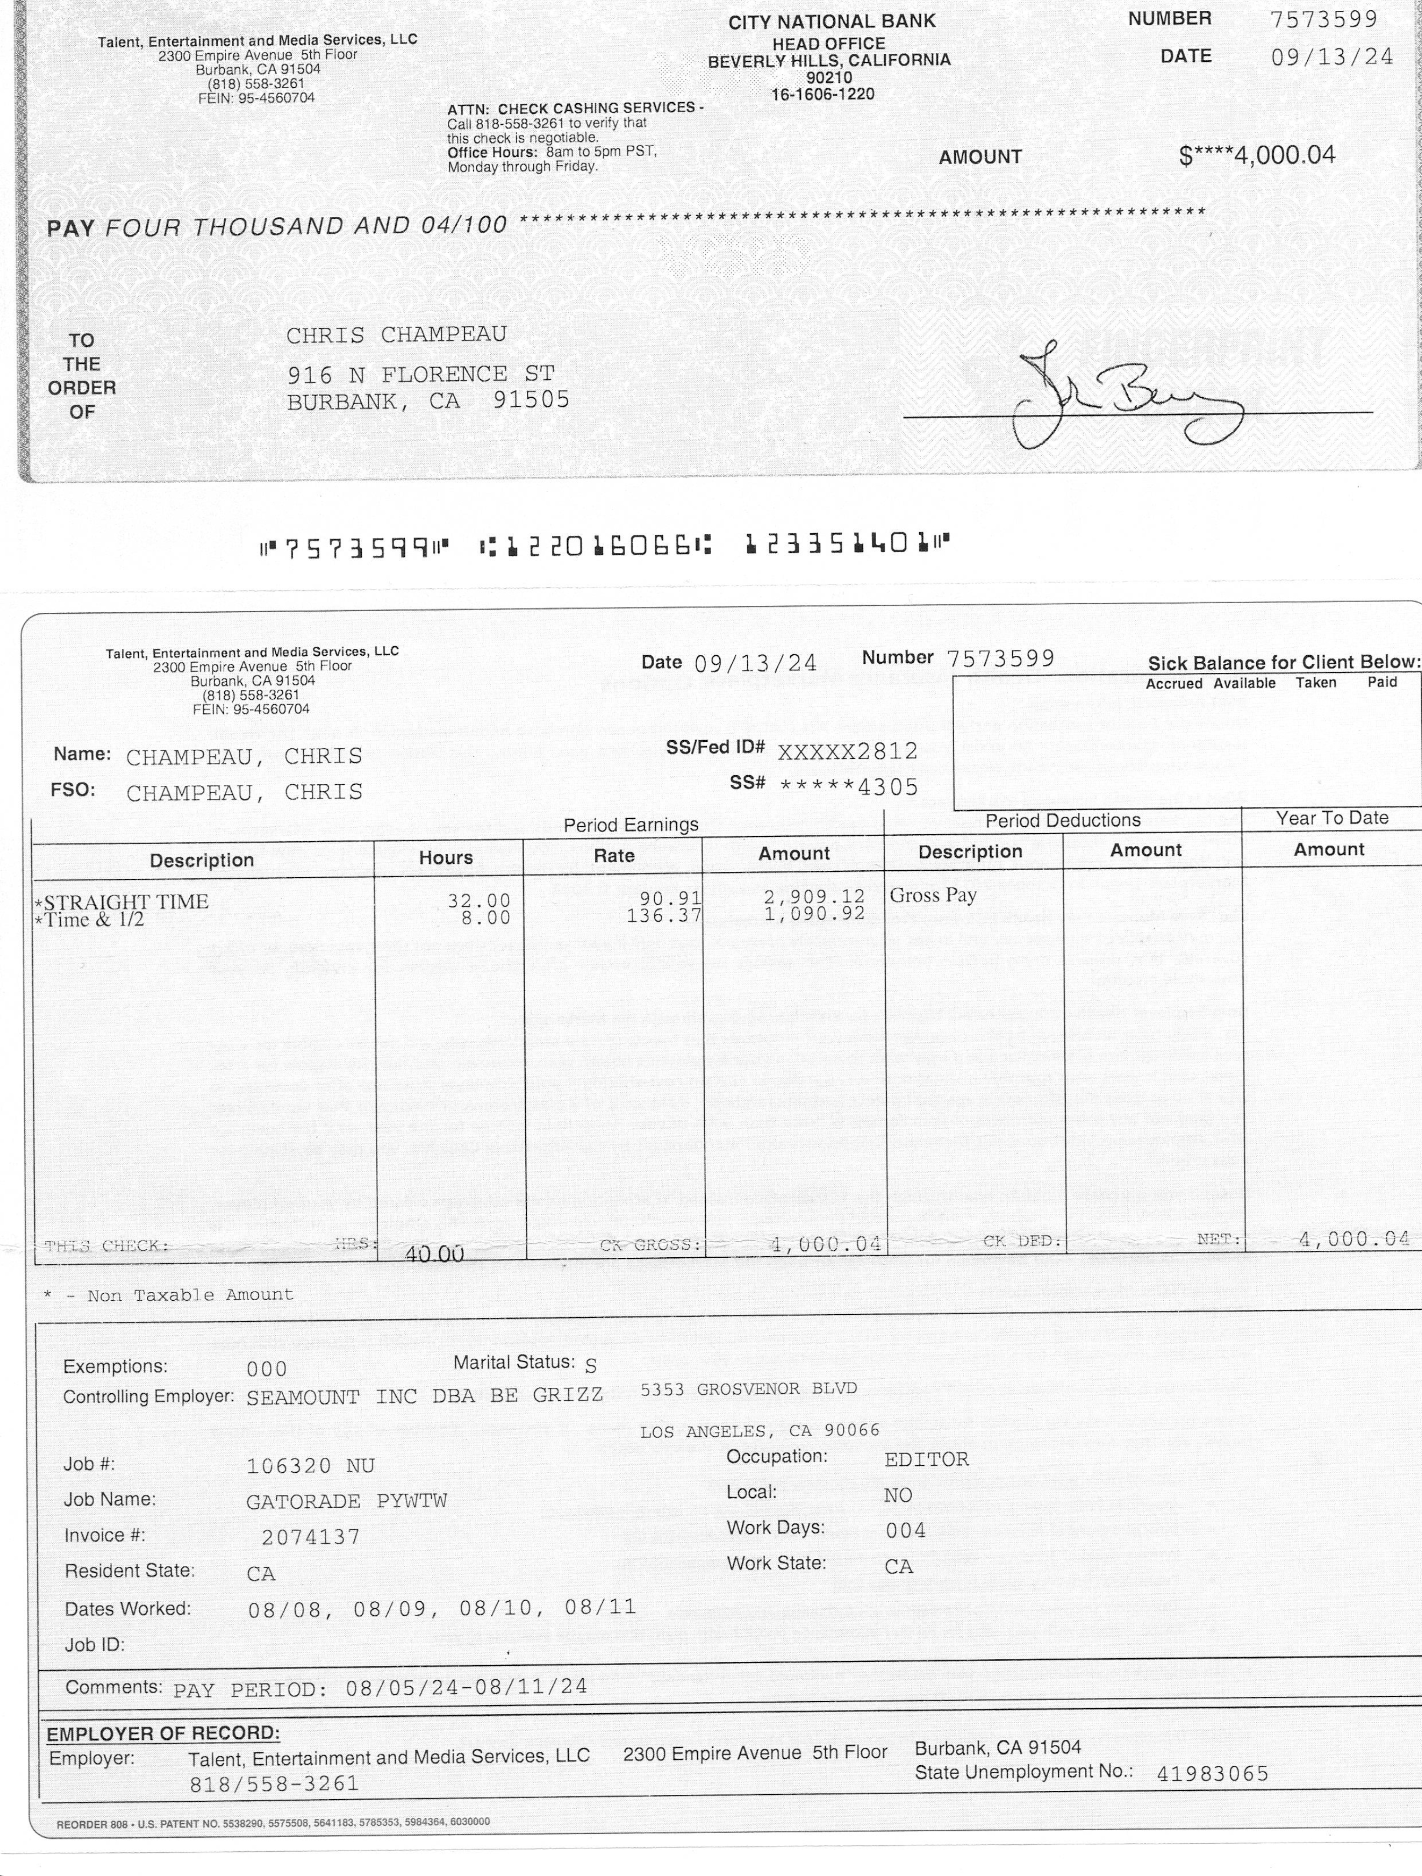 Talent, Entertainment and Media Services, LLC
2300 Empire Avenue 5th Floor
Burbank, CA 91504
(818) 558-3261
FEIN: 95-4560704
CITY NATIONAL BANK
HEAD OFFICE
BEVERLY HILLS, CALIFORNIA
90210
16-1606-1220
NUMBER 7573599
DATE 09/13/24
ATTN: CHECK CASHING SERVICES -
Call 818-558-3261 to verify that
this check is negotiable.
Office Hours: 8am to 5pm PST,
Monday through Friday.
AMOUNT $****4,000.04
PAY FOUR THOUSAND AND 04/100 ************************************************************
VOID
TO
THE
ORDER
OF
CHRIS CHAMPEAU
916 N FLORENCE ST
BURBANK, CA 91505
⑈7573599⑈ ⑆122016066⑆ 123351401⑈
Talent, Entertainment and Media Services, LLC
2300 Empire Avenue 5th Floor
Burbank, CA 91504
(818) 558-3261
FEIN: 95-4560704
Date 09/13/24 Number 7573599
Sick Balance for Client Below:
Accrued Available Taken Paid
Name: CHAMPEAU, CHRIS
SS/Fed ID# XXXXX2812
FSO: CHAMPEAU, CHRIS
SS# *****4305
Period Earnings Period Deductions Year To Date
Description Hours Rate Amount Description Amount Amount
*STRAIGHT TIME 32.00 90.91 2,909.12 Gross Pay
*Time & 1/2 8.00 136.37 1,090.92
THIS CHECK: HRS: 40.00 CK GROSS: 4,000.04 CK DED: NET: 4,000.04
* - Non Taxable Amount
Exemptions: 000 Marital Status: S
Controlling Employer: SEAMOUNT INC DBA BE GRIZZ 5353 GROSVENOR BLVD
LOS ANGELES, CA 90066
Job #: 106320 NU Occupation: EDITOR
Job Name: GATORADE PYWTW Local: NO
Invoice #: 2074137 Work Days: 004
Resident State: CA Work State: CA
Dates Worked: 08/08, 08/09, 08/10, 08/11
Job ID:
Comments: PAY PERIOD: 08/05/24-08/11/24
EMPLOYER OF RECORD:
Employer: Talent, Entertainment and Media Services, LLC 2300 Empire Avenue 5th Floor Burbank, CA 91504
818/558-3261 State Unemployment No.: 41983065
REORDER 808 • U.S. PATENT NO. 5538290, 5575508, 5641183, 5785353, 5984364, 6030000